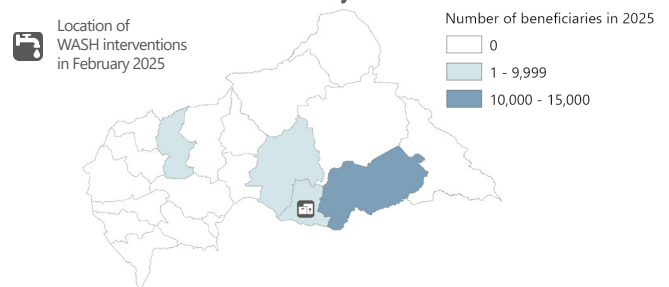 Location of
WASH interventions
in February 2025
Number of beneficiaries in 2025
0
1 - 9,999
10,000 - 15,000